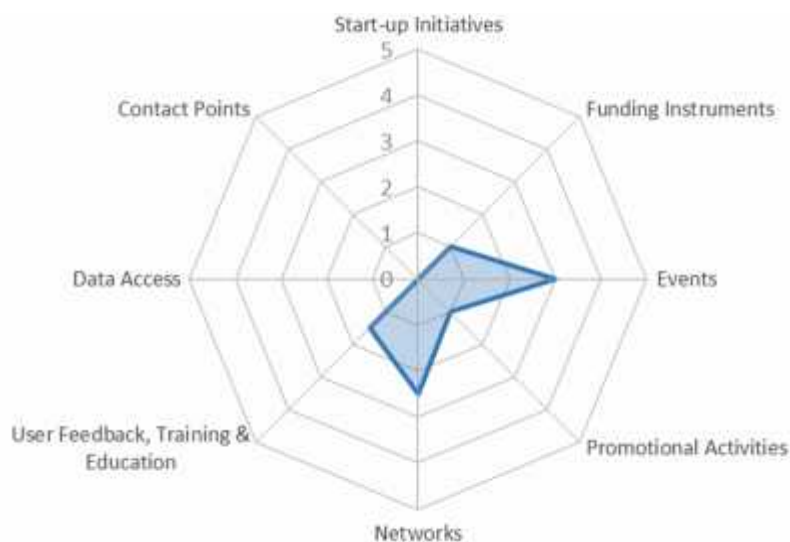 Start-up Initiatives
5
4
3
2
1
0
Funding Instruments
Events
Promotional Activities
Networks
User Feedback, Training &
Education
Data Access
Contact Points